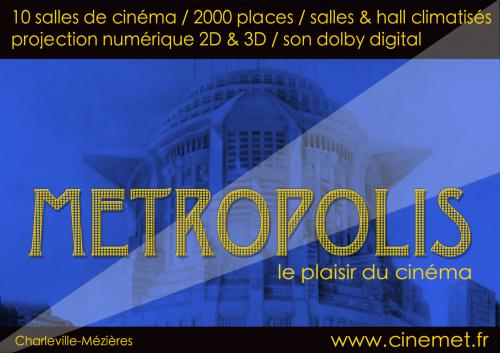 10 salles de cinéma / 2000 places / salles & hall climatisés
projection numérique 2D & 3D / son dolby digital
METROPOLIS
le plaisir du cinéma
Charleville-Mézières
www.cinemet.fr